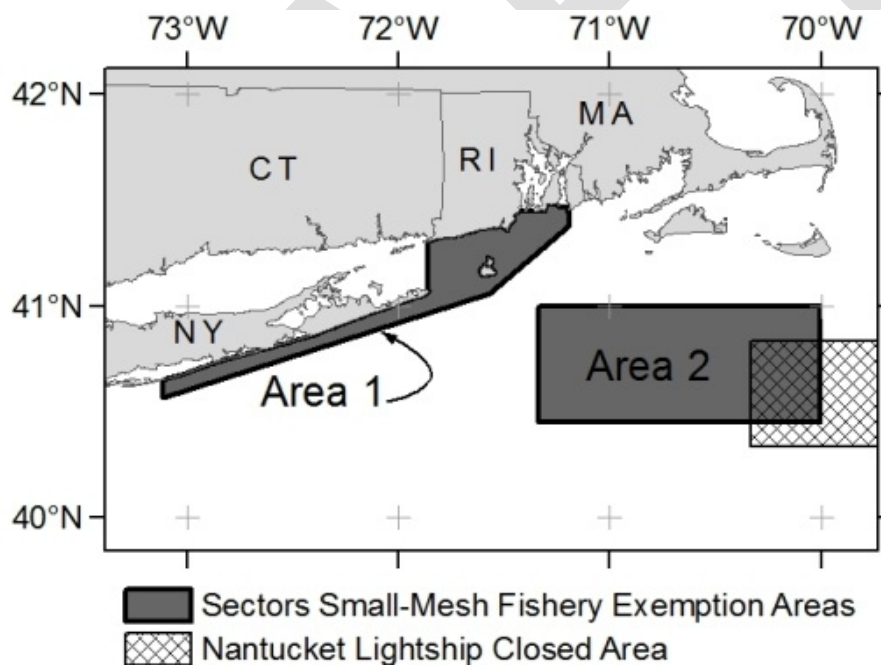 73°W 72°W 71°W 70°W
42°N
MA
CT
RI
41°N
NY
Area 2
Area 1
40°N
Sectors Small-Mesh Fishery Exemption Areas
Nantucket Lightship Closed Area